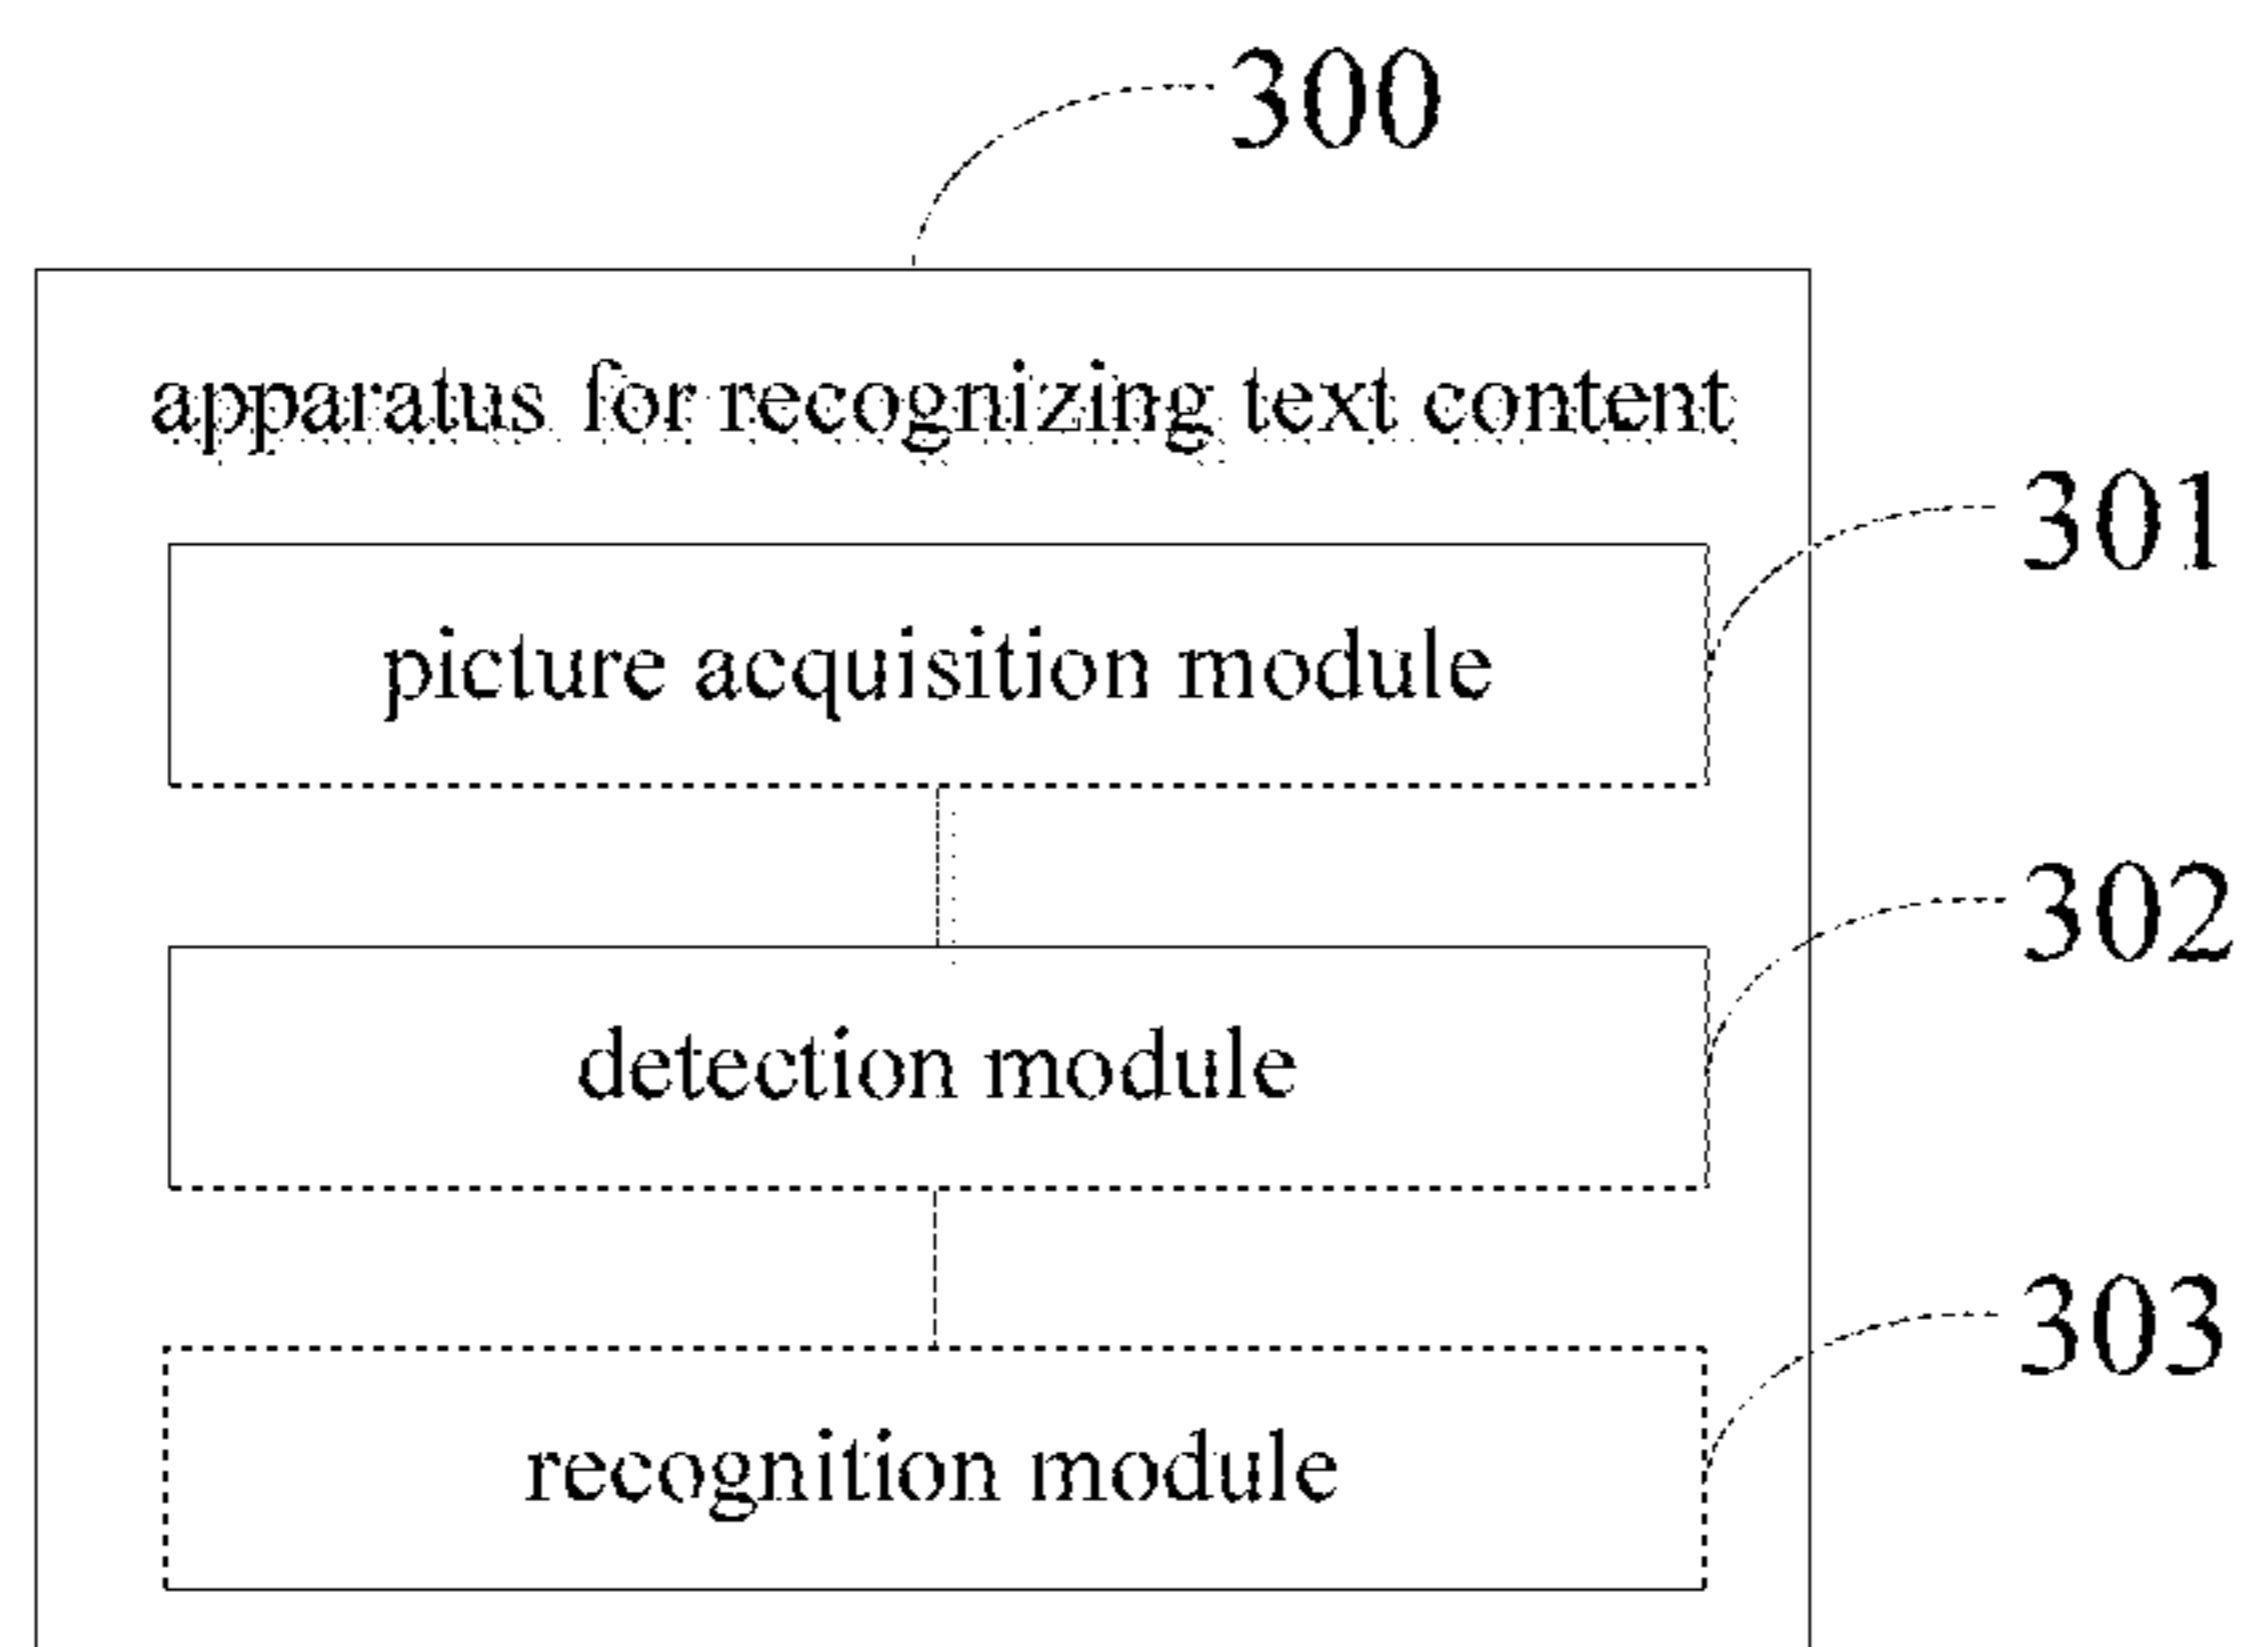 300
apparatus for recognizing text content
301
picture acquisition module
302
detection module
303
recognition module